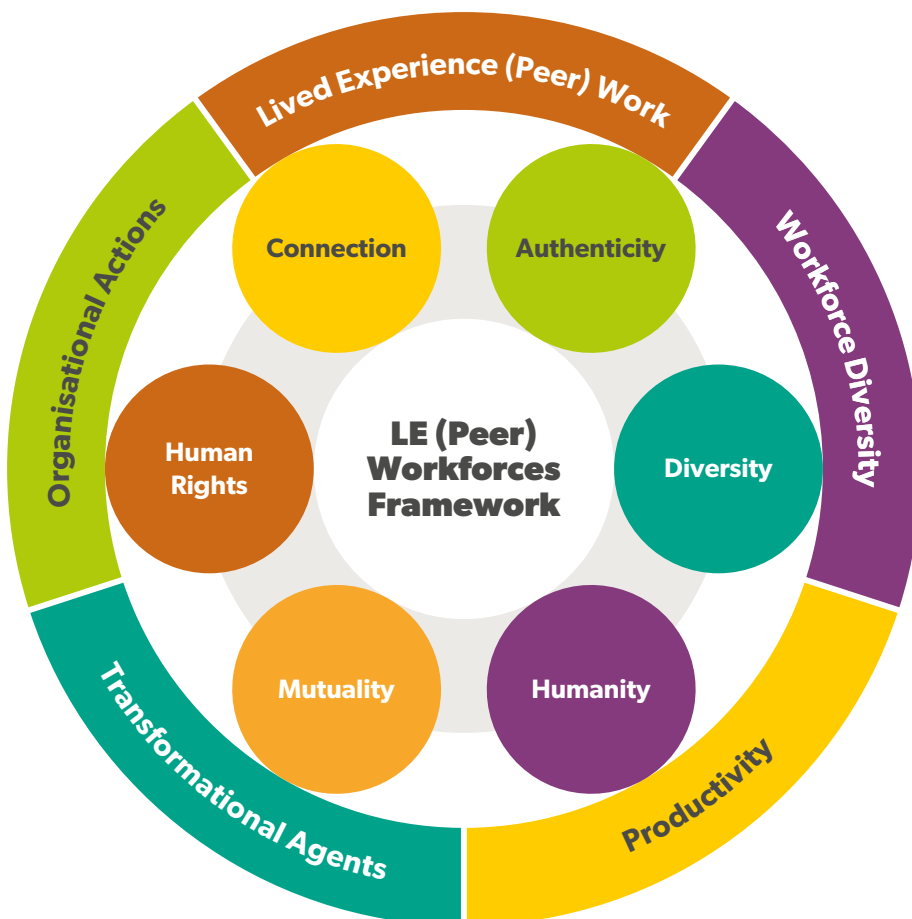 Lived Experience (Peer) Work
Workforce Diversity
Productivity
Transformational Agents
Organisational Actions
Connection
Authenticity
Diversity
Humanity
Mutuality
Human
Rights
LE (Peer)
Workforces
Framework